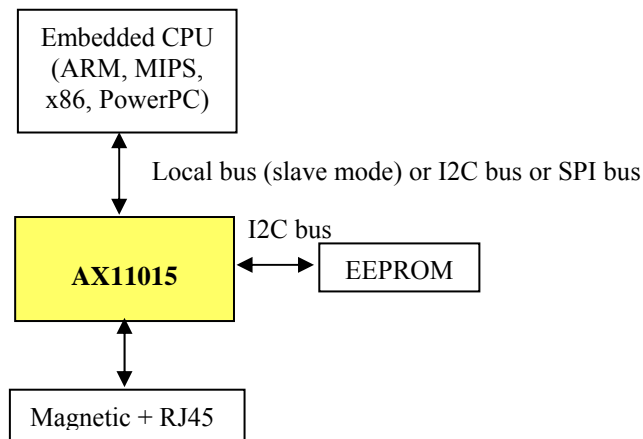 Embedded CPU
(ARM, MIPS,
x86, PowerPC)
Local bus (slave mode) or I2C bus or SPI bus
I2C bus
AX11015
EEPROM
Magnetic + RJ45